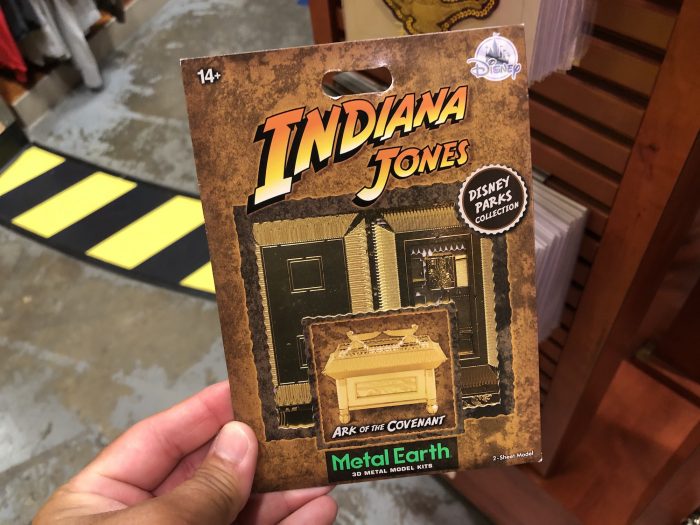 14+
Disney
INDIANA
JONES
DISNEY
PARKS
COLLECTION
ARK OF THE COVENANT
Metal Earth
3D METAL MODEL KITS
2-Sheet Model